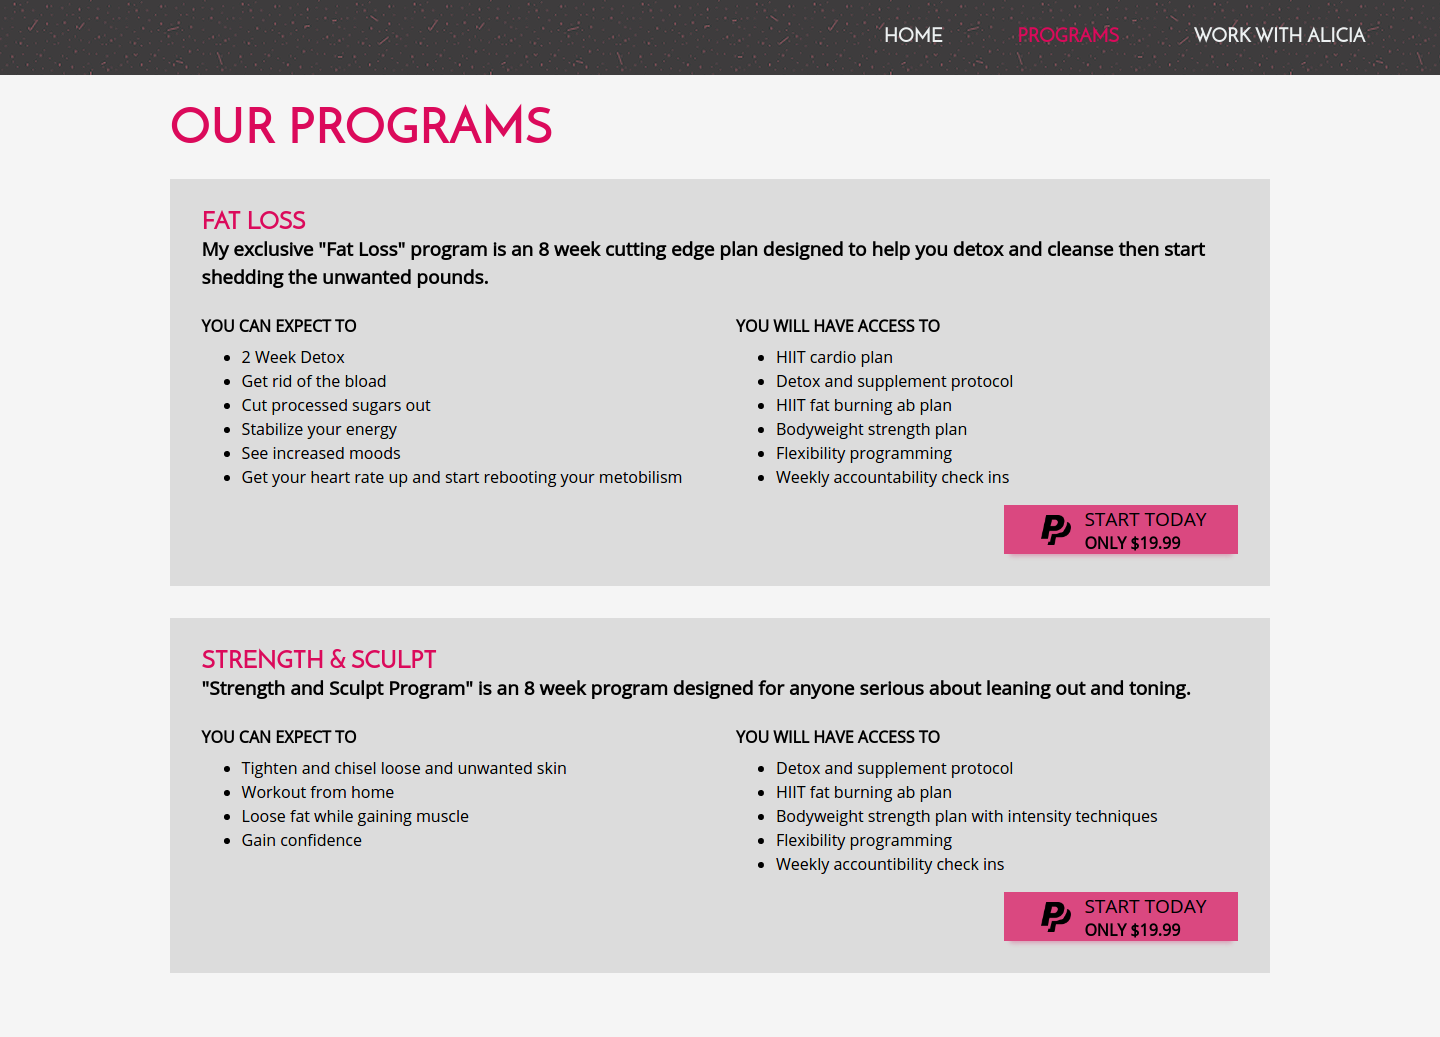 HOME PROGRAMS WORK WITH ALICIA
OUR PROGRAMS
FAT LOSS
My exclusive "Fat Loss" program is an 8 week cutting edge plan designed to help you detox and cleanse then start
shedding the unwanted pounds.
YOU CAN EXPECT TO
2 Week Detox
Get rid of the bload
Cut processed sugars out
Stabilize your energy
See increased moods
Get your heart rate up and start rebooting your metobilism
YOU WILL HAVE ACCESS TO
HIIT cardio plan
Detox and supplement protocol
HIIT fat burning ab plan
Bodyweight strength plan
Flexibility programming
Weekly accountability check ins
START TODAY
ONLY $19.99
STRENGTH & SCULPT
"Strength and Sculpt Program" is an 8 week program designed for anyone serious about leaning out and toning.
YOU CAN EXPECT TO
Tighten and chisel loose and unwanted skin
Workout from home
Loose fat while gaining muscle
Gain confidence
YOU WILL HAVE ACCESS TO
Detox and supplement protocol
HIIT fat burning ab plan
Bodyweight strength plan with intensity techniques
Flexibility programming
Weekly accountibility check ins
START TODAY
ONLY $19.99